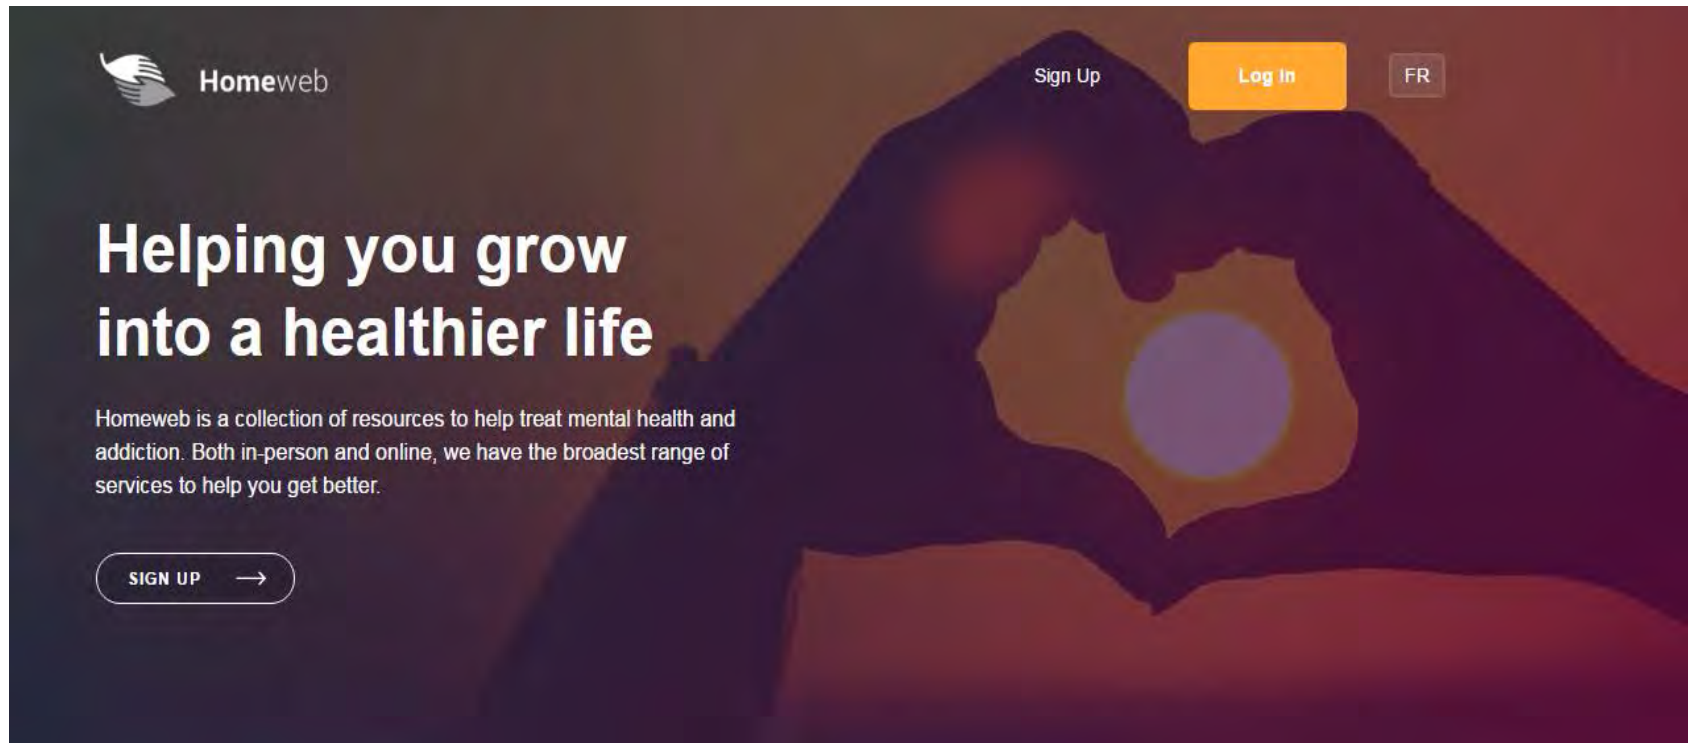 Homeweb
Sign Up
Log In
FR
Helping you grow
into a healthier life
Homeweb is a collection of resources to help treat mental health and
addiction. Both in-person and online, we have the broadest range of
services to help you get better.
SIGN UP